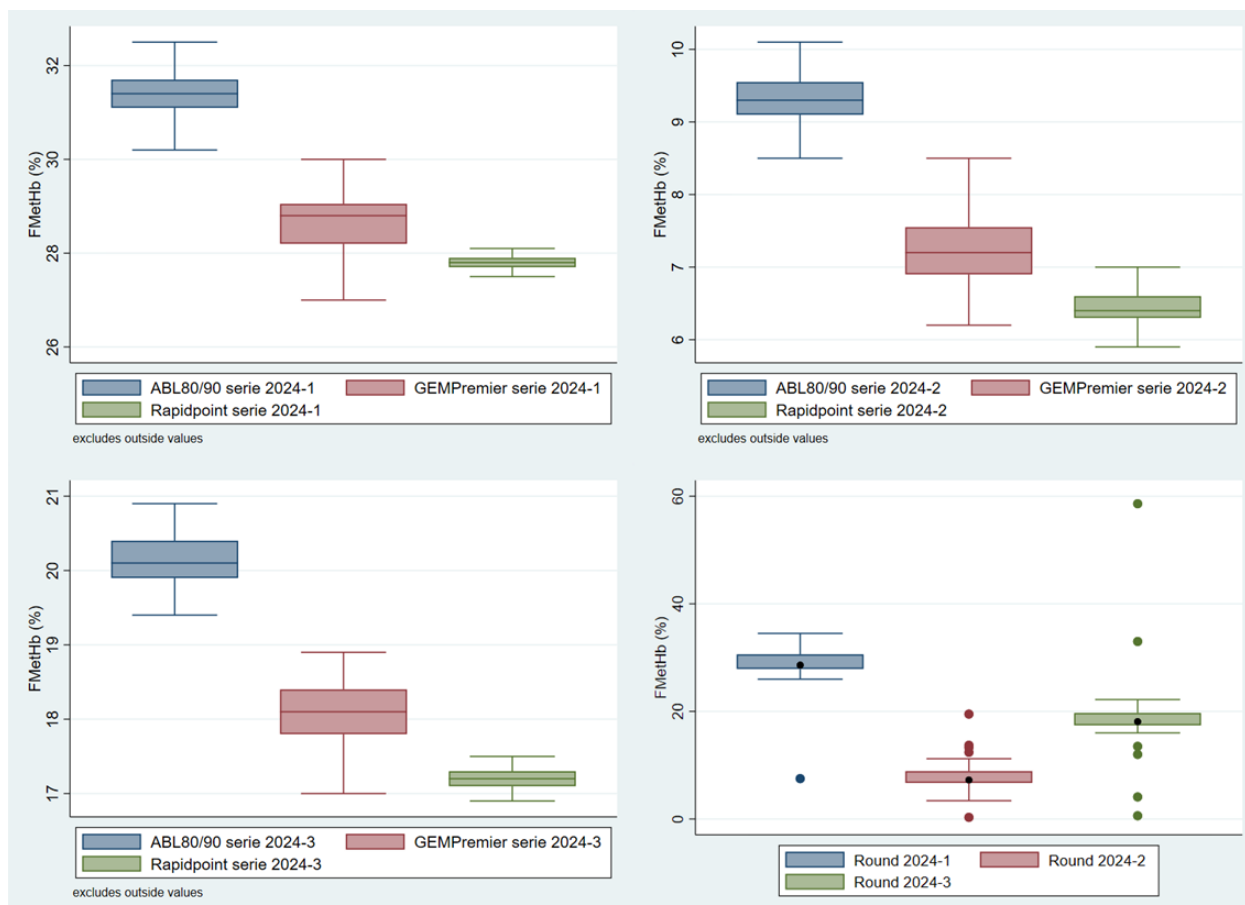 FMetHb (%)
32
30
28
26
ABL80/90 serie 2024-1
GEMPremier serie 2024-1
Rapidpoint serie 2024-1
excludes outside values
FMetHb (%)
10
9
8
7
6
ABL80/90 serie 2024-2
GEMPremier serie 2024-2
Rapidpoint serie 2024-2
excludes outside values
FMetHb (%)
21
20
19
18
17
ABL80/90 serie 2024-3
GEMPremier serie 2024-3
Rapidpoint serie 2024-3
excludes outside values
FMetHb (%)
60
40
20
0
Round 2024-1
Round 2024-2
Round 2024-3